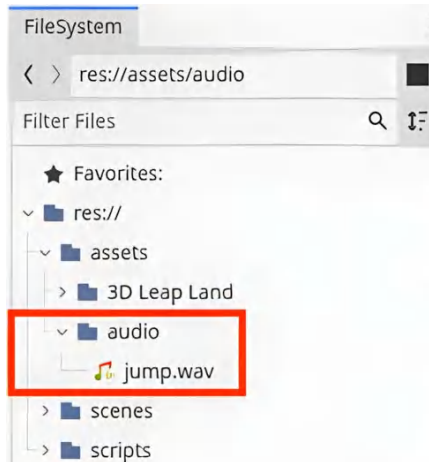 FileSystem
res://assets/audio
Filter Files
Favorites:
res://
assets
3D Leap Land
audio
jump.wav
scenes
scripts